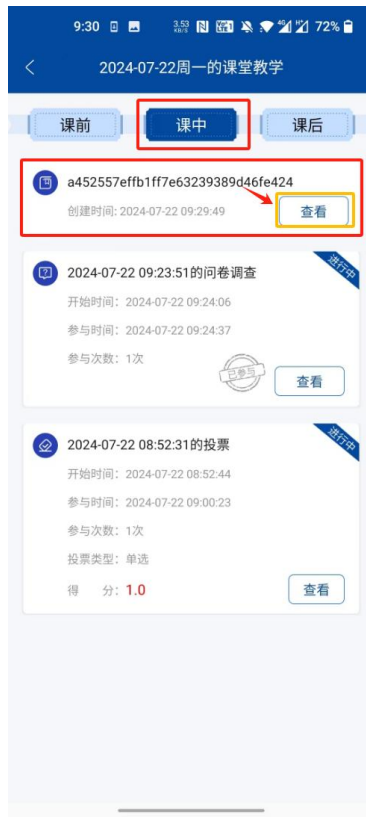 9:30 3.53 KB/S 72%
2024-07-22周一的课堂教学
课前 课中 课后
a452557effb1ff7e63239389d46fe424
创建时间: 2024-07-22 09:29:49 查看
2024-07-22 09:23:51的问卷调查 进行中
开始时间: 2024-07-22 09:24:06
参与时间: 2024-07-22 09:24:37
参与次数: 1次 已参与
查看
2024-07-22 08:52:31的投票 进行中
开始时间: 2024-07-22 08:52:44
参与时间: 2024-07-22 09:00:23
参与次数: 1次
投票类型: 单选
得 分: 1.0 查看